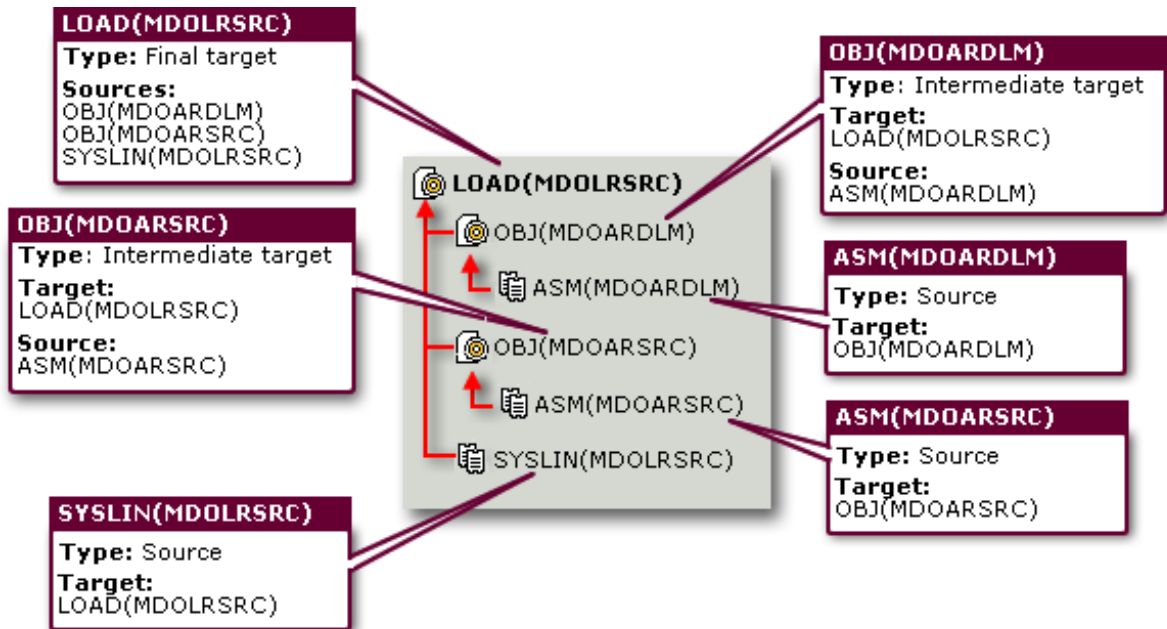 LOAD(MDOLRSRC)
Type: Final target
Sources:
OBJ(MDOARDLM)
OBJ(MDOARSRC)
SYSLIN(MDOLRSRC)
OBJ(MDOARDLM)
Type: Intermediate target
Target:
LOAD(MDOLRSRC)
Source:
ASM(MDOARDLM)
OBJ(MDOARSRC)
Type: Intermediate target
Target:
LOAD(MDOLRSRC)
Source:
ASM(MDOARSRC)
LOAD(MDOLRSRC)
OBJ(MDOARDLM)
ASM(MDOARDLM)
OBJ(MDOARSRC)
ASM(MDOARSRC)
SYSLIN(MDOLRSRC)
ASM(MDOARDLM)
Type: Source
Target:
OBJ(MDOARDLM)
ASM(MDOARSRC)
Type: Source
Target:
OBJ(MDOARSRC)
SYSLIN(MDOLRSRC)
Type: Source
Target:
LOAD(MDOLRSRC)